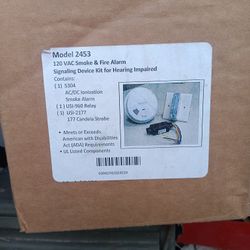 Model 2453
120 VAC Smoke & Fire Alarm
Signaling Device Kit for Hearing Impaired
Contains:
( 1) 5304
AC/DC Ionization
Smoke Alarm
( 1) USI-960 Relay
( 1) USI-2177
177 Candela Strobe
• Meets or Exceeds
American with Disabilities
Act (ADA) Requirements
• UL Listed Components